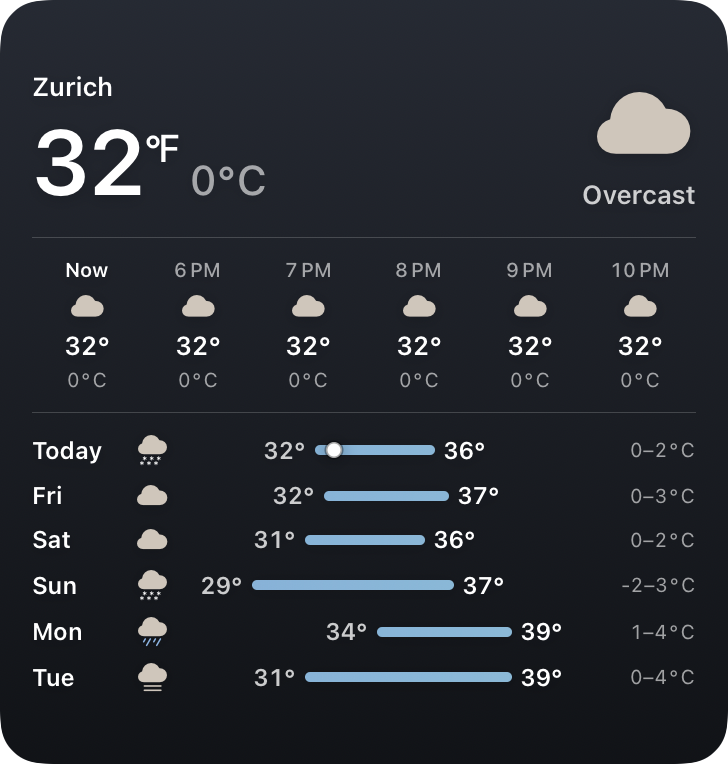 Zurich
32°F 0°C
Overcast
Now 6 PM 7 PM 8 PM 9 PM 10 PM
32° 32° 32° 32° 32° 32°
0°C 0°C 0°C 0°C 0°C 0°C
Today 32° 36° 0–2°C
Fri 32° 37° 0–3°C
Sat 31° 36° 0–2°C
Sun 29° 37° -2–3°C
Mon 34° 39° 1–4°C
Tue 31° 39° 0–4°C